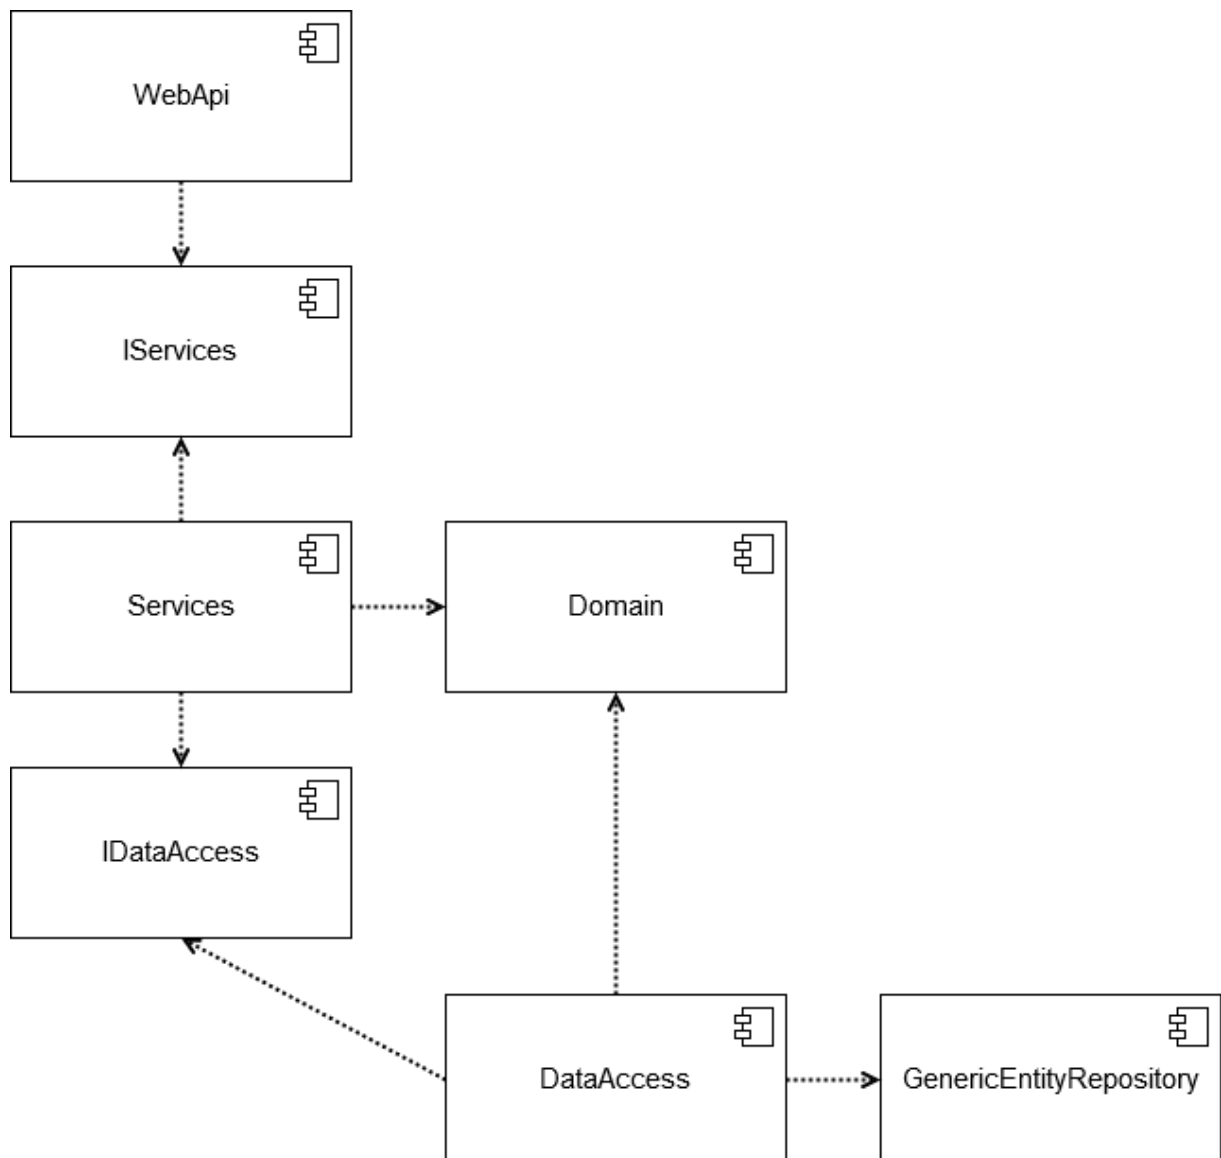 WebApi
IServices
Services
Domain
IDataAccess
DataAccess
GenericEntityRepository